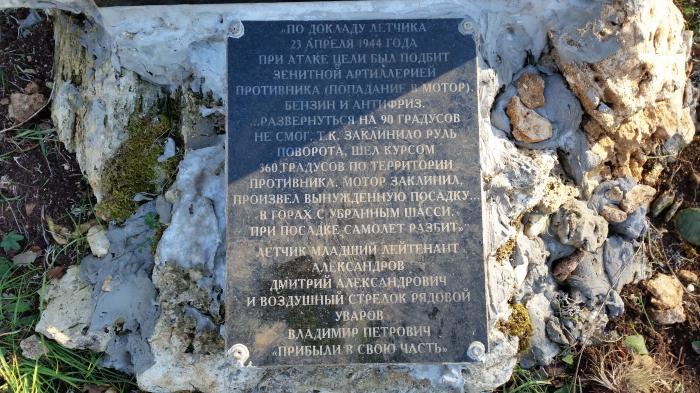 «ПО ДОКЛАДУ ЛЕТЧИКА
23 АПРЕЛЯ 1944 ГОДА
ПРИ АТАКЕ ЦЕЛИ БЫЛ ПОДБИТ
ЗЕНИТНОЙ АРТИЛЛЕРИЕЙ
ПРОТИВНИКА (ПОПАДАНИЕ В МОТОР).
БЕНЗИН И АНТИФРИЗ.
...РАЗВЕРНУТЬСЯ НА 90 ГРАДУСОВ
НЕ СМОГ, Т.К. ЗАКЛИНИЛО РУЛЬ
ПОВОРОТА, ШЕЛ КУРСОМ
360 ГРАДУСОВ ПО ТЕРРИТОРИИ
ПРОТИВНИКА. МОТОР ЗАКЛИНИЛ,
ПРОИЗВЕЛ ВЫНУЖДЕННУЮ ПОСАДКУ...
В ГОРАХ С УБРАННЫМ ШАССИ.
ПРИ ПОСАДКЕ САМОЛЕТ РАЗБИТ»
ЛЕТЧИК МЛАДШИЙ ЛЕЙТЕНАНТ
АЛЕКСАНДРОВ
ДМИТРИЙ АЛЕКСАНДРОВИЧ
И ВОЗДУШНЫЙ СТРЕЛОК РЯДОВОЙ
УВАРОВ
ВЛАДИМИР ПЕТРОВИЧ
«ПРИБЫЛИ В СВОЮ ЧАСТЬ»